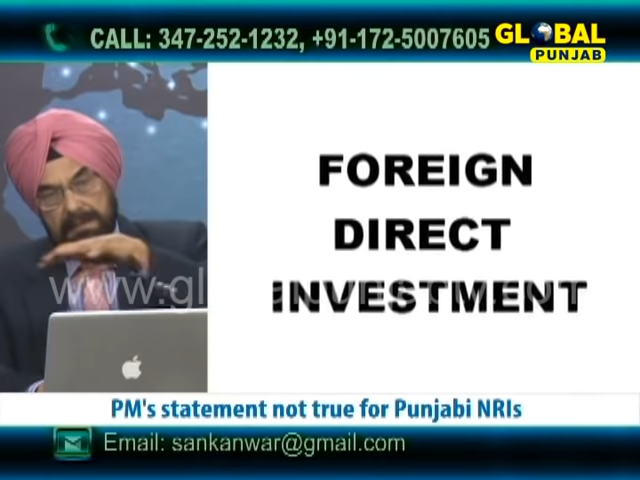 CALL: 347-252-1232, +91-172-5007605
GLOBAL
PUNJAB
FOREIGN
DIRECT
INVESTMENT
PM's statement not true for Punjabi NRIs
Email: sankanwar@gmail.com